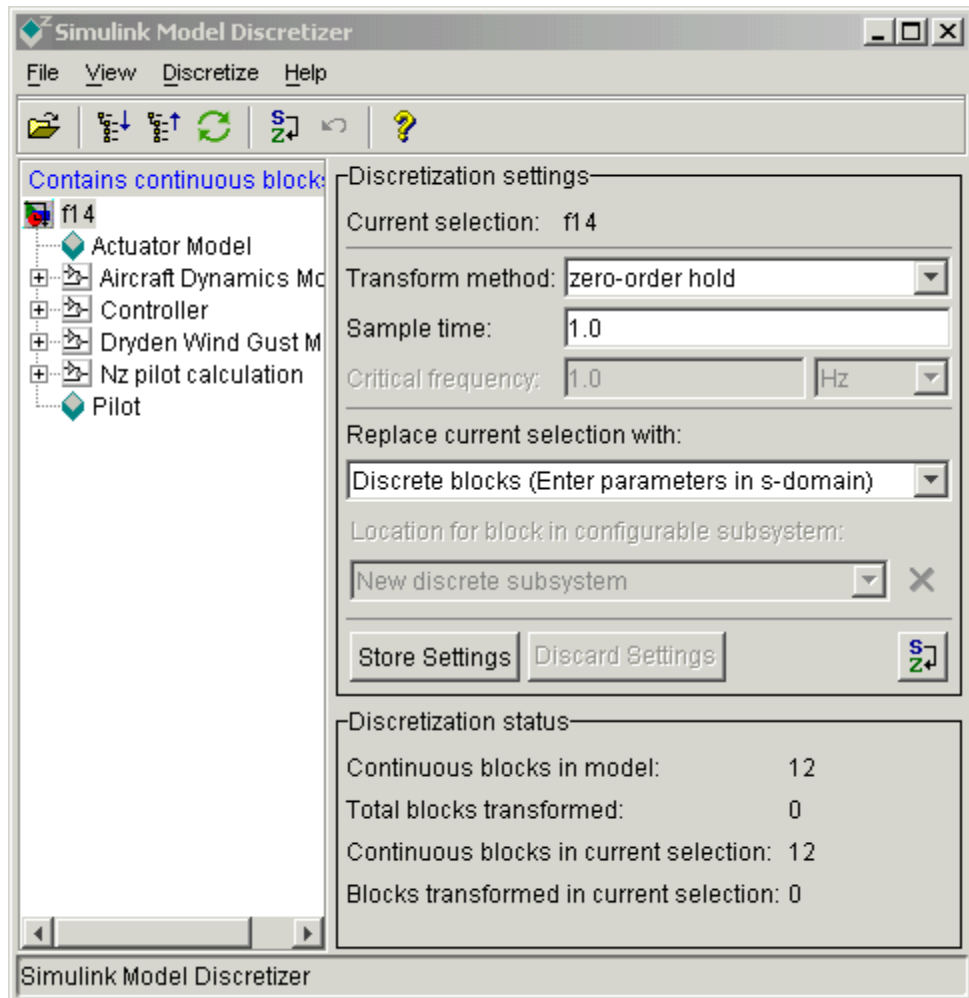 Simulink Model Discretizer
File View Discretize Help
Contains continuous block
f14
Actuator Model
Aircraft Dynamics Mo
Controller
Dryden Wind Gust M
Nz pilot calculation
Pilot
Discretization settings
Current selection: f14
Transform method: zero-order hold
Sample time: 1.0
Critical frequency: 1.0 Hz
Replace current selection with:
Discrete blocks (Enter parameters in s-domain)
Location for block in configurable subsystem:
New discrete subsystem
Store Settings Discard Settings
Discretization status
Continuous blocks in model: 12
Total blocks transformed: 0
Continuous blocks in current selection: 12
Blocks transformed in current selection: 0
Simulink Model Discretizer